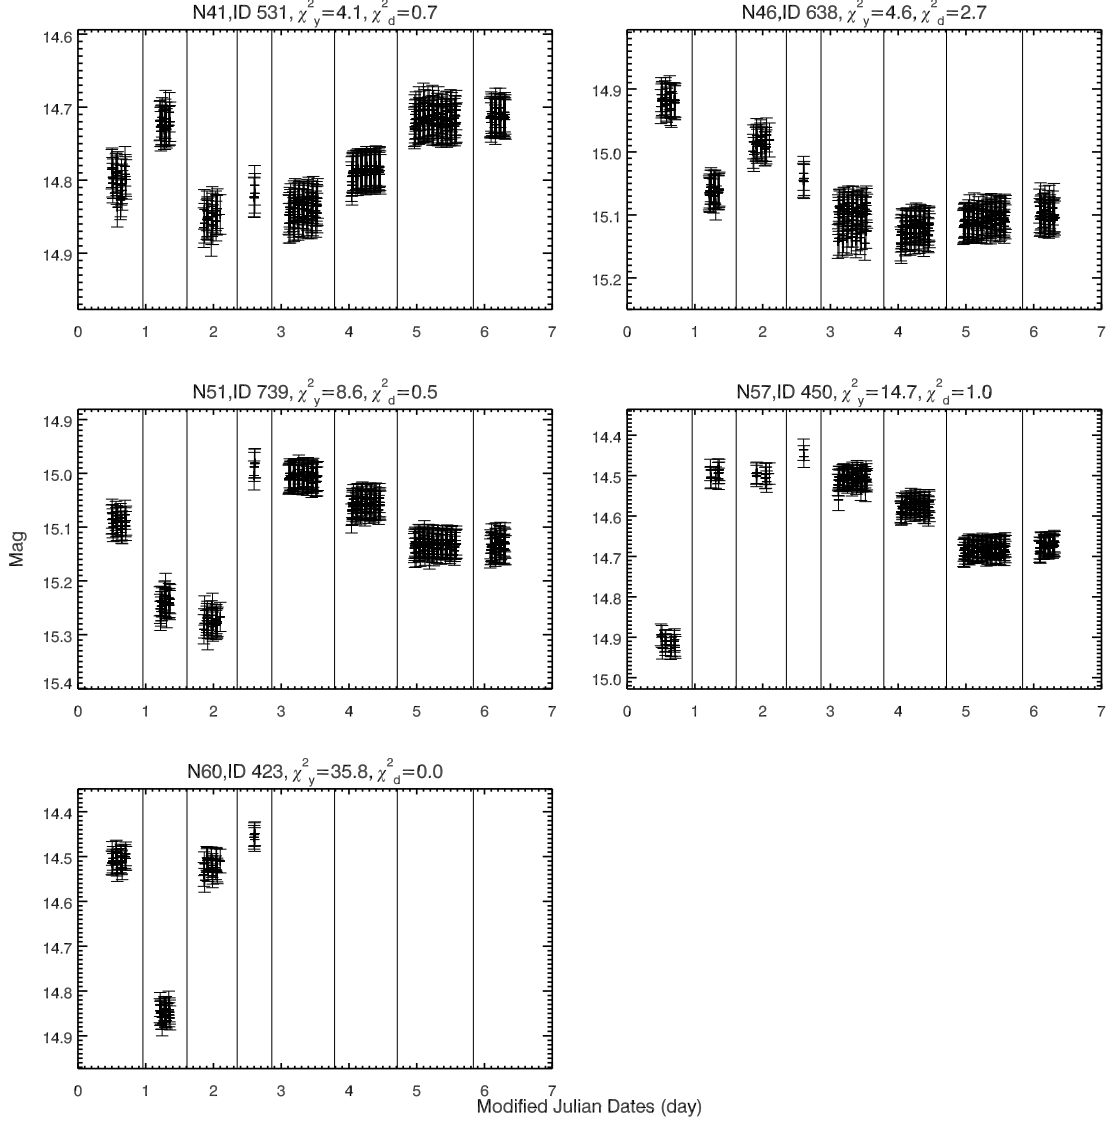 N41,ID 531, χ²y=4.1, χ²d=0.7
14.6
14.7
14.8
14.9
0 1 2 3 4 5 6 7
N46,ID 638, χ²y=4.6, χ²d=2.7
14.9
15.0
15.1
15.2
0 1 2 3 4 5 6 7
N51,ID 739, χ²y=8.6, χ²d=0.5
14.9
15.0
15.1
15.2
15.3
15.4
0 1 2 3 4 5 6 7
N57,ID 450, χ²y=14.7, χ²d=1.0
14.4
14.5
14.6
14.7
14.8
14.9
15.0
0 1 2 3 4 5 6 7
Mag
N60,ID 423, χ²y=35.8, χ²d=0.0
14.4
14.5
14.6
14.7
14.8
14.9
0 1 2 3 4 5 6 7
Modified Julian Dates (day)